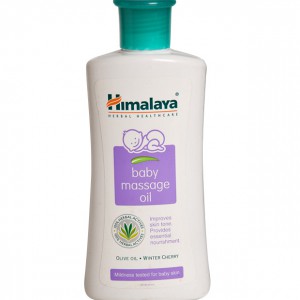 Himalaya
HERBAL HEALTHCARE
baby
massage
oil
improves
skin tone.
Provides
essential
nourishment
OLIVE OIL • WINTER CHERRY
Mildness tested for baby skin